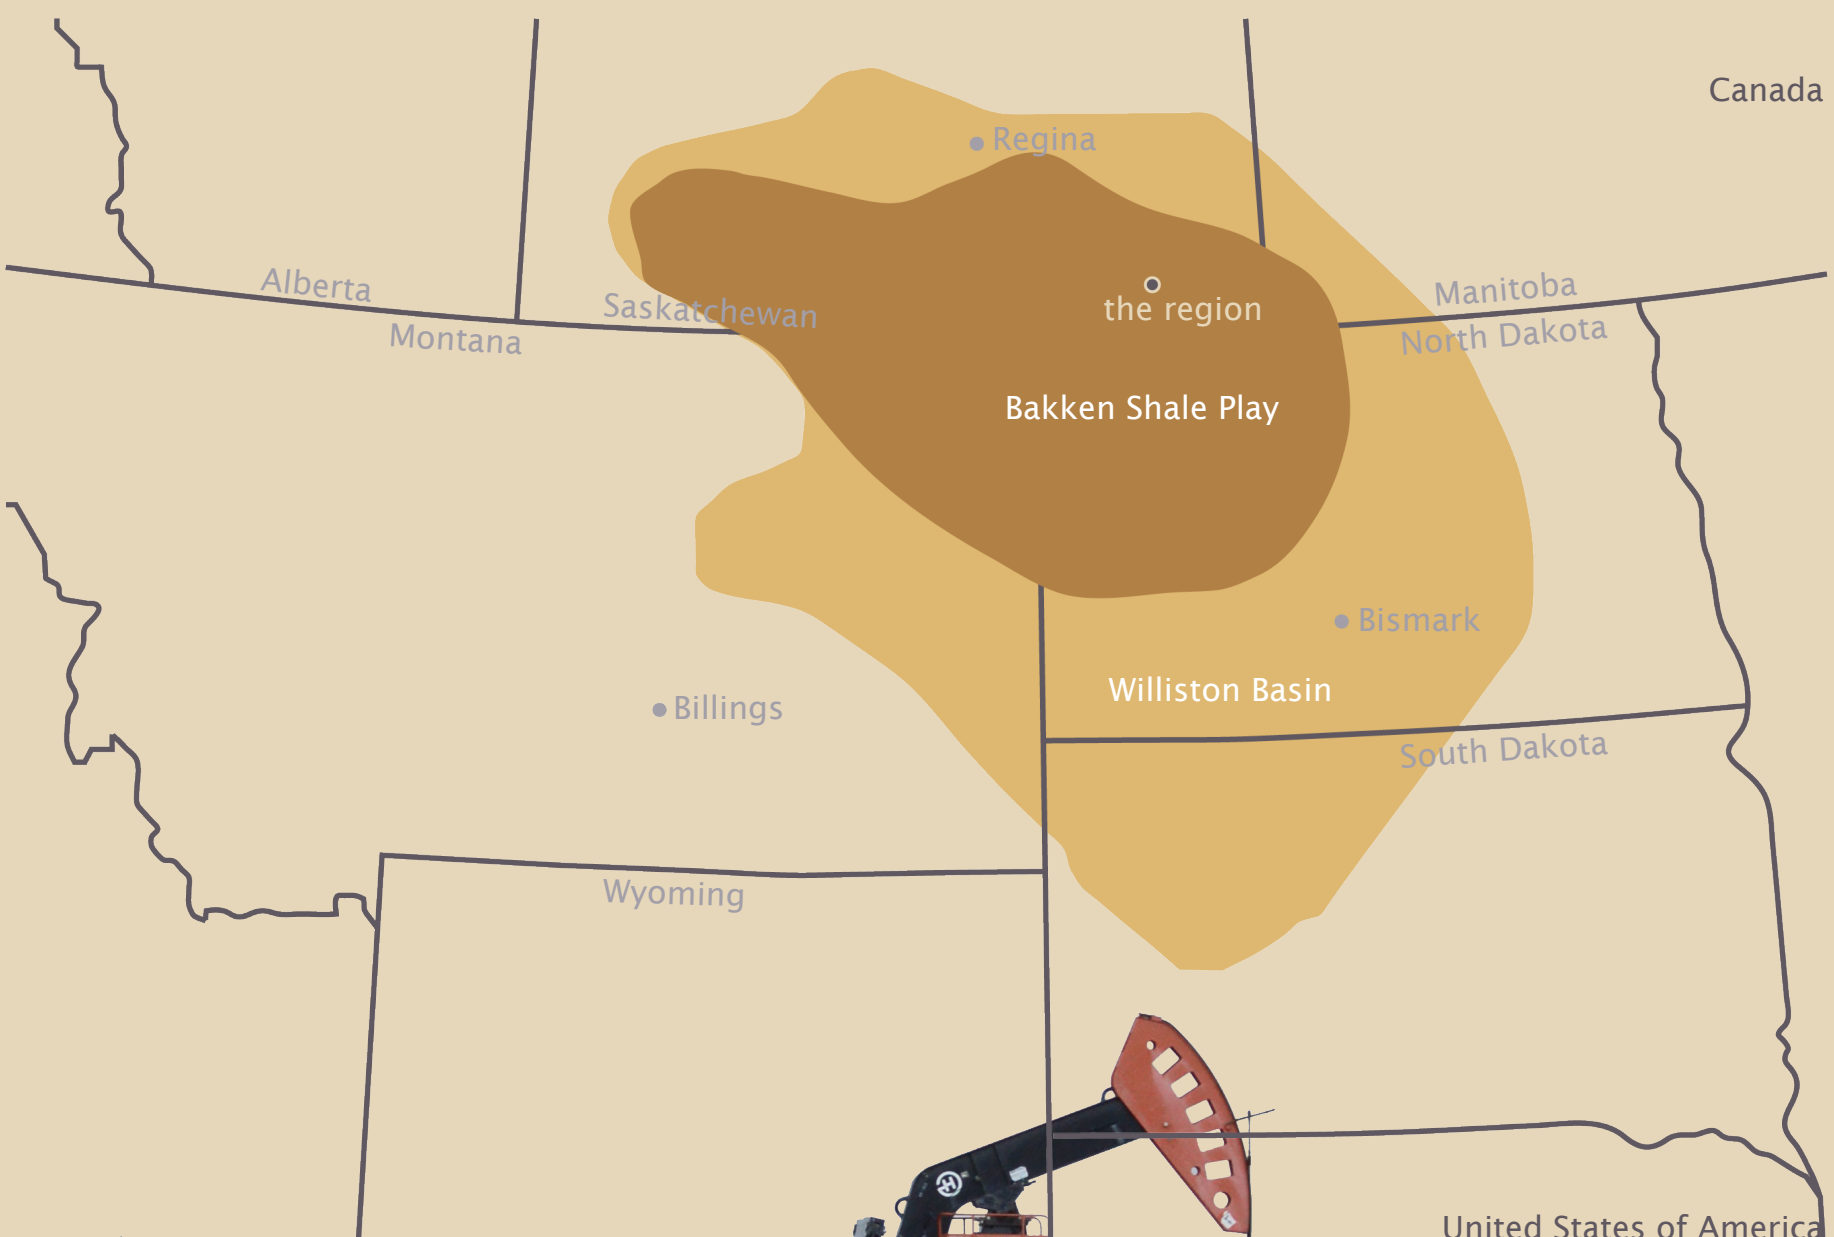 Canada
Regina
Alberta
Saskatchewan
Manitoba
the region
Montana
North Dakota
Bakken Shale Play
Bismark
Williston Basin
Billings
South Dakota
Wyoming
H
United States of America